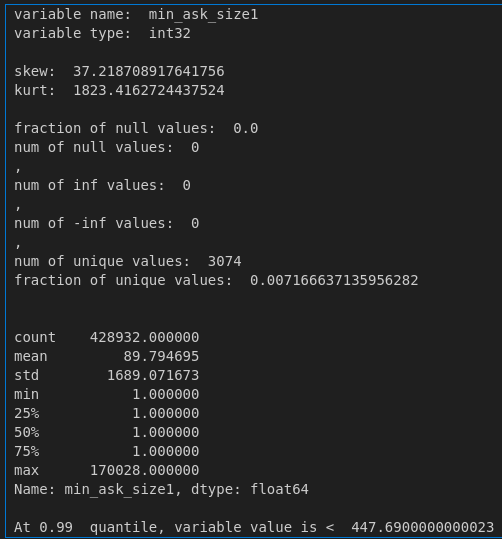 variable name:  min_ask_size1
variable type:  int32
skew:  37.218708917641756
kurt:  1823.4162724437524
fraction of null values:  0.0
num of null values:  0
,
num of inf values:  0
,
num of -inf values:  0
,
num of unique values:  3074
fraction of unique values:  0.007166637135956282
count    428932.000000
mean         89.794695
std        1689.071673
min           1.000000
25%           1.000000
50%           1.000000
75%           1.000000
max      170028.000000
Name: min_ask_size1, dtype: float64
At 0.99  quantile, variable value is <  447.6900000000023